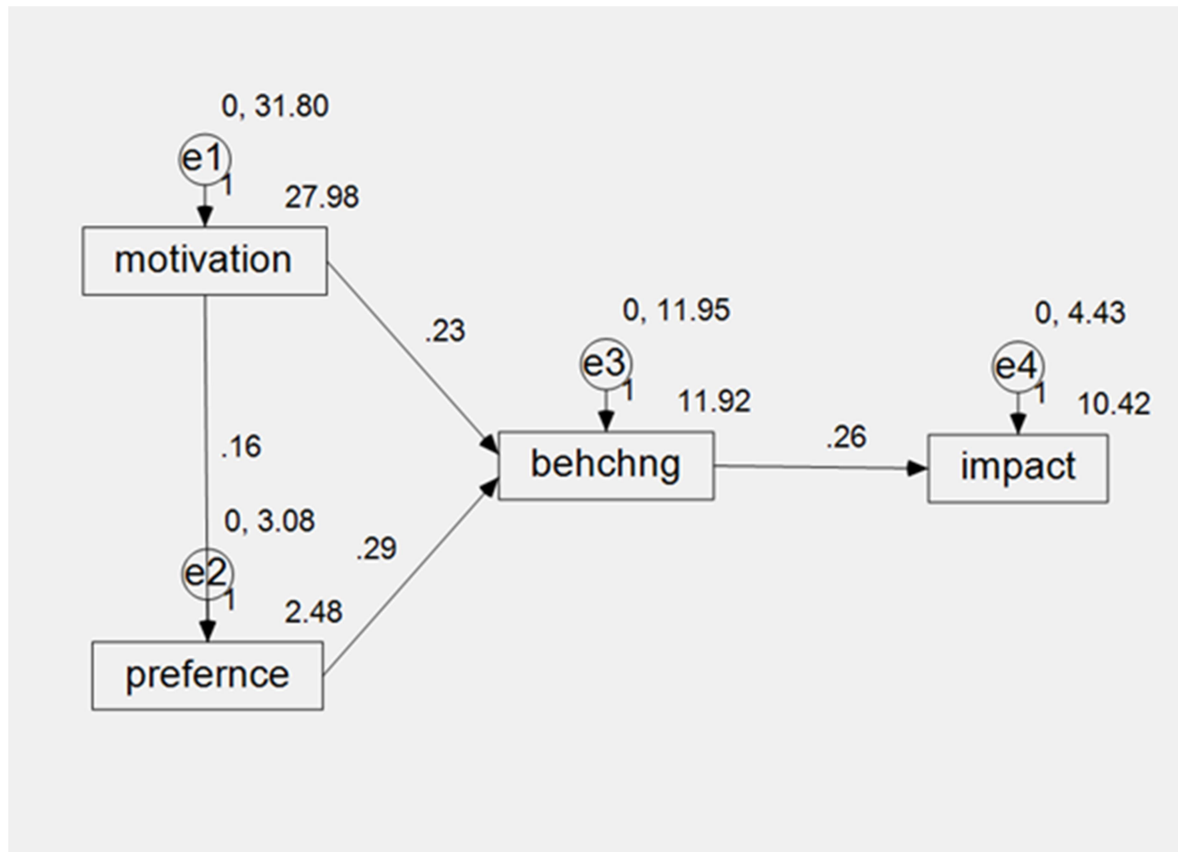 0, 31.80
e1
1
27.98
motivation
.23
0, 11.95
0, 4.43
e3
e4
1
1
11.92
10.42
.16
.26
behchng
impact
0, 3.08
.29
e2
1
2.48
prefernce